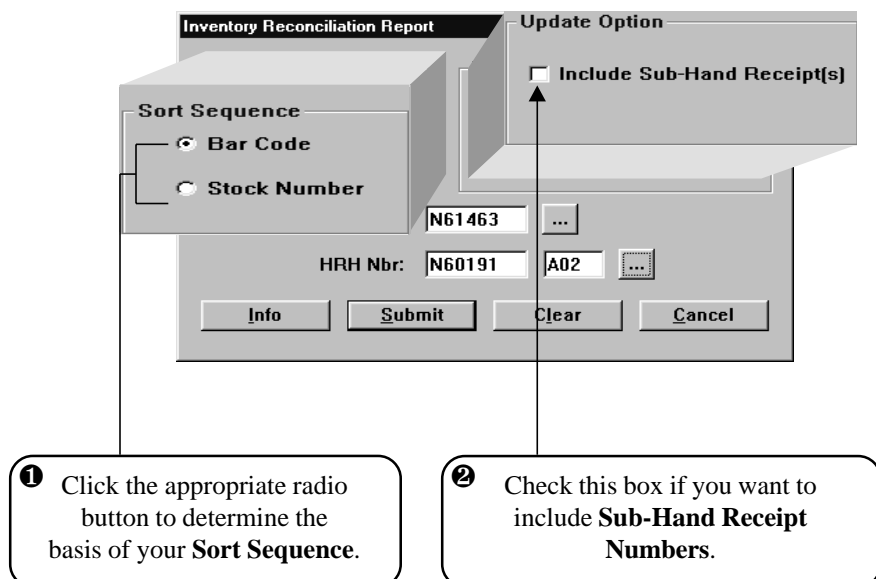 Inventory Reconciliation Report
Update Option
Include Sub-Hand Receipt(s)
Sort Sequence
Bar Code
Stock Number
N61463 ...
HRH Nbr: N60191 A02 ...
Info Submit Clear Cancel
❶ Click the appropriate radio
button to determine the
basis of your Sort Sequence.
❷ Check this box if you want to
include Sub-Hand Receipt
Numbers.